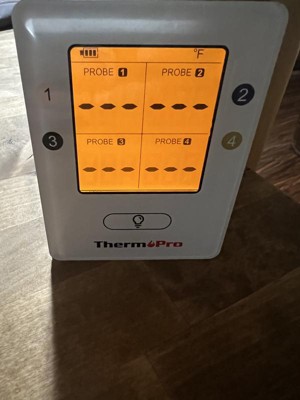 °F
PROBE 1
PROBE 2
1
--- ---
2
3
PROBE 3
PROBE 4
4
--- ---
ThermoPro